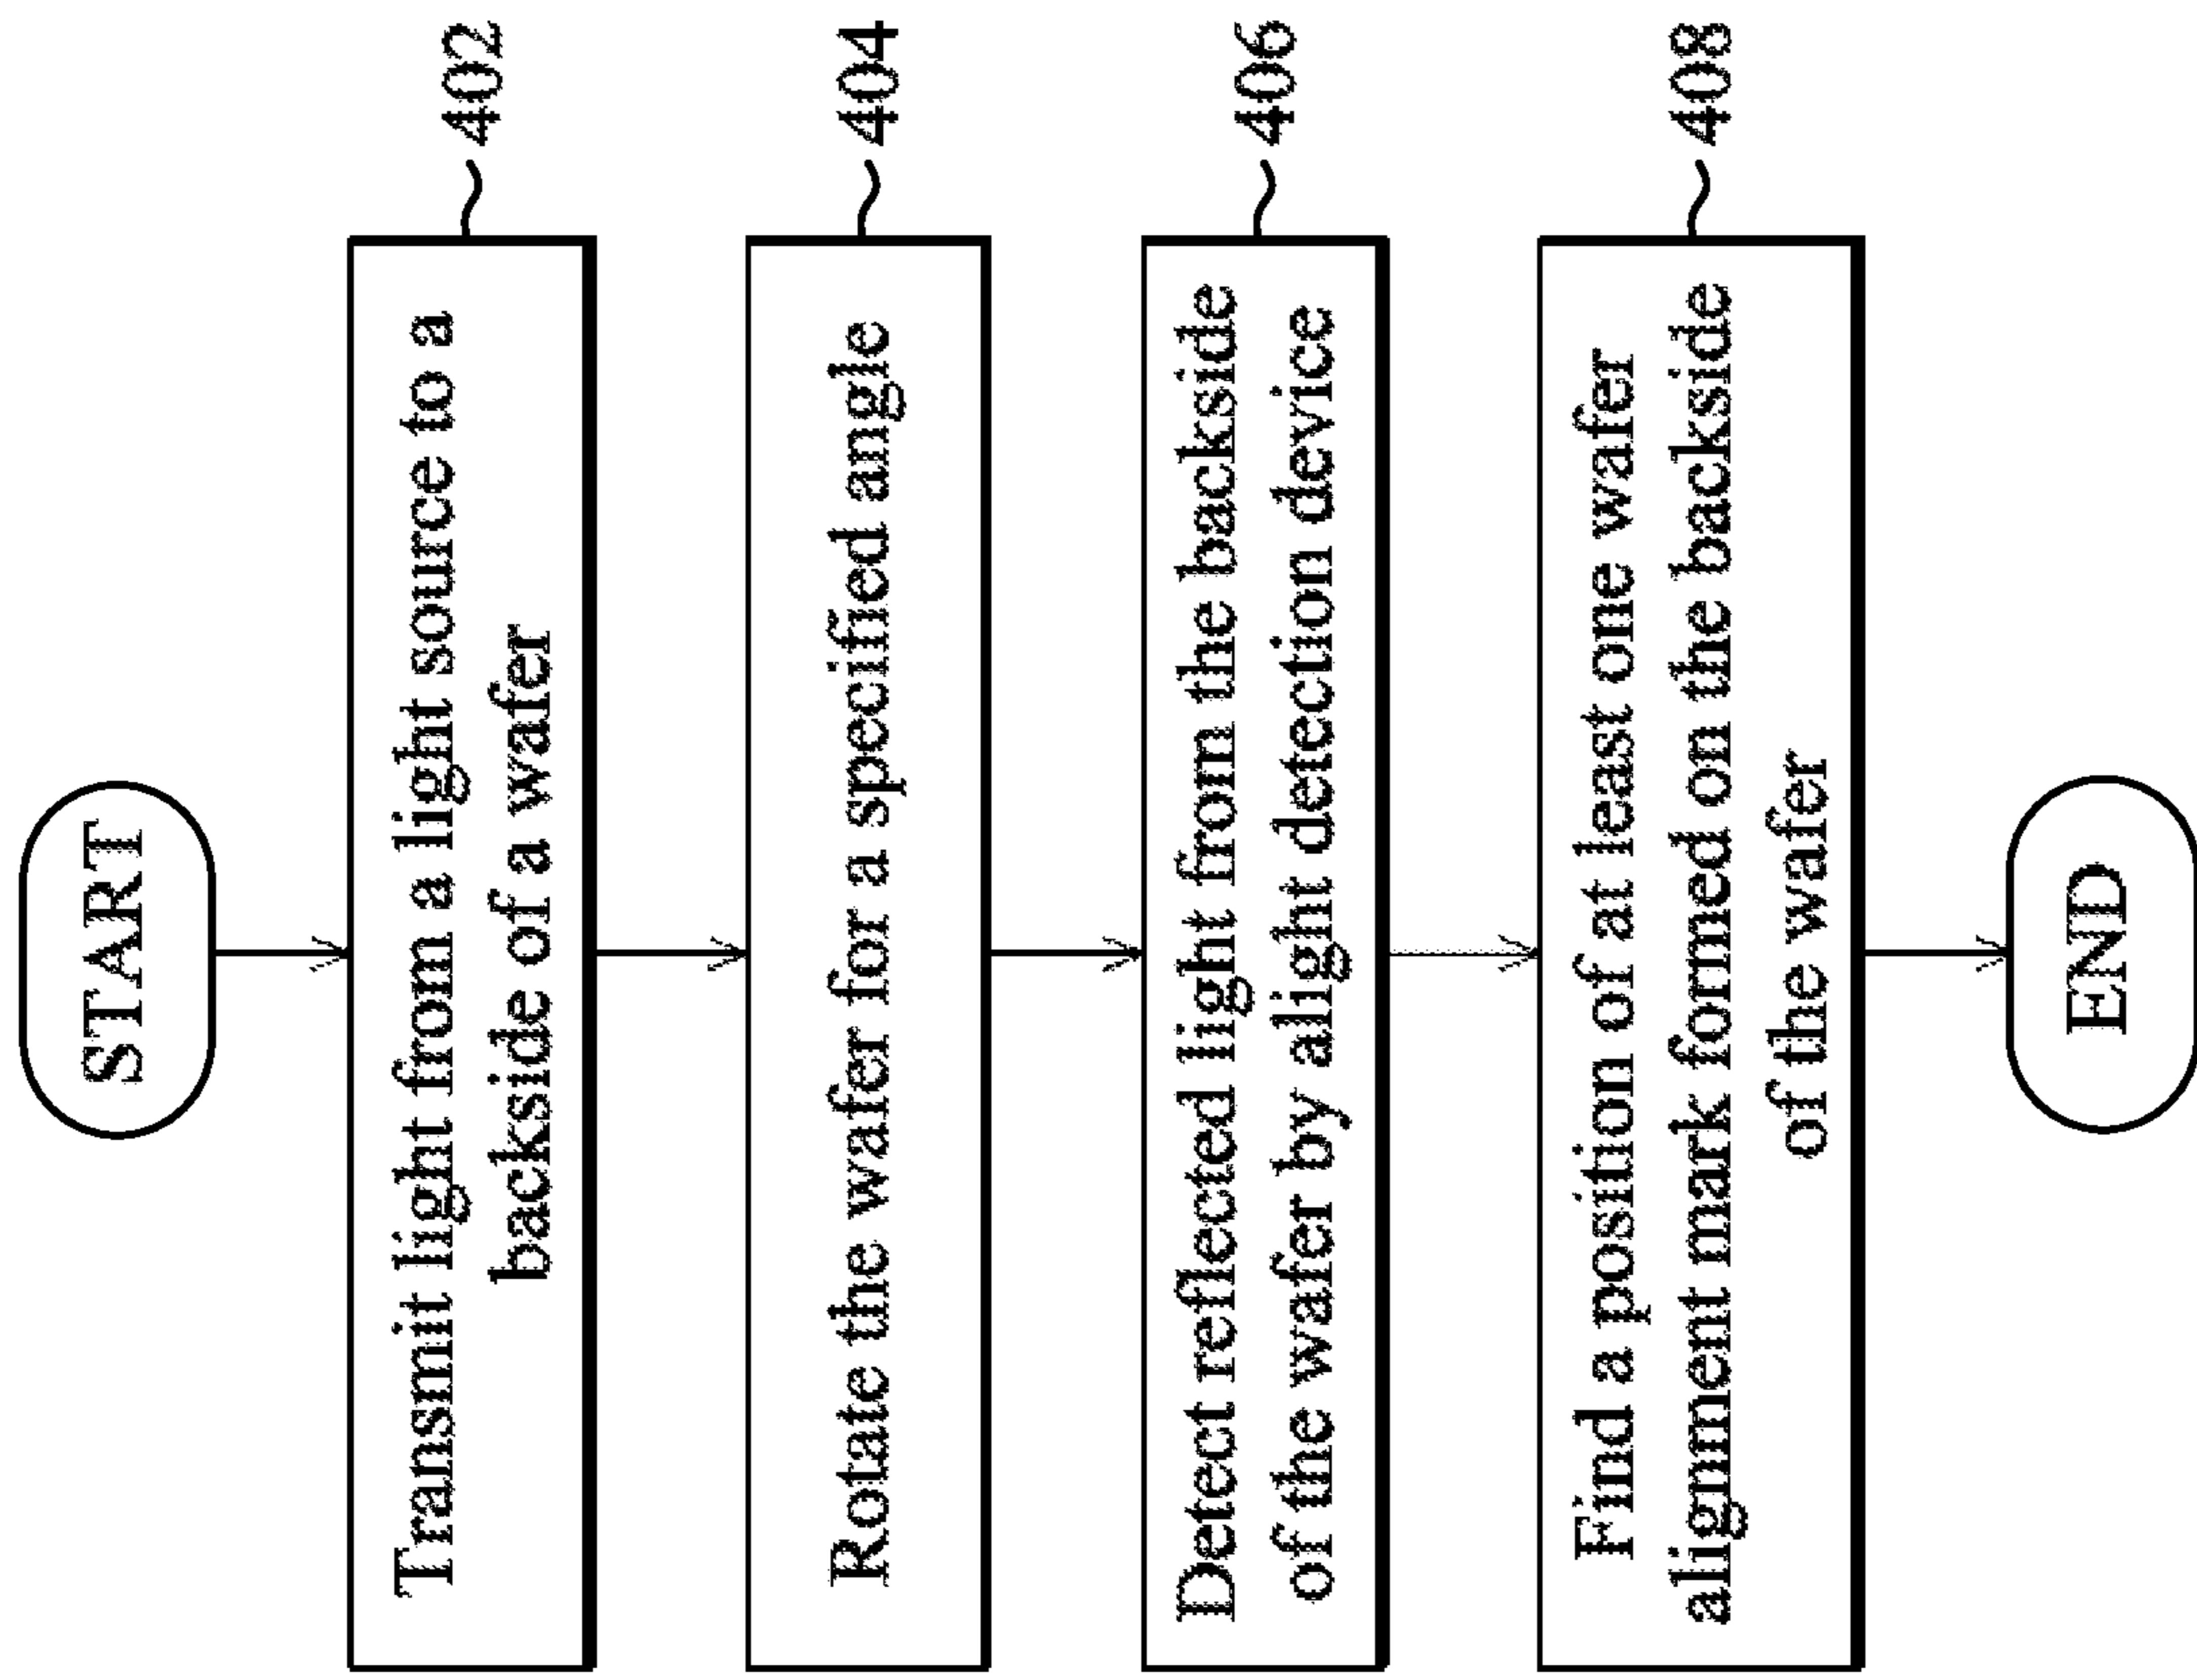 START
Transmit light from a light source to a
backside of a wafer
402
Rotate the wafer for a specified angle
404
Detect reflected light from the backside
of the wafer by alight detection device
406
Find a position of at least one wafer
alignment mark formed on the backside
of the wafer
408
END